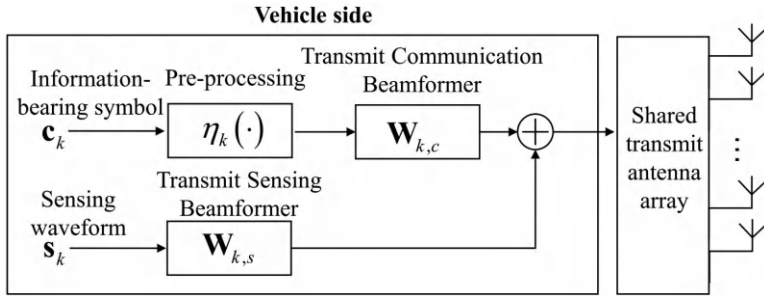 Vehicle side
Information-
bearing symbol
c_k
Pre-processing
η_k(·)
Transmit Communication
Beamformer
W_{k,c}
Sensing
waveform
s_k
Transmit Sensing
Beamformer
W_{k,s}
Shared
transmit
antenna
array
...